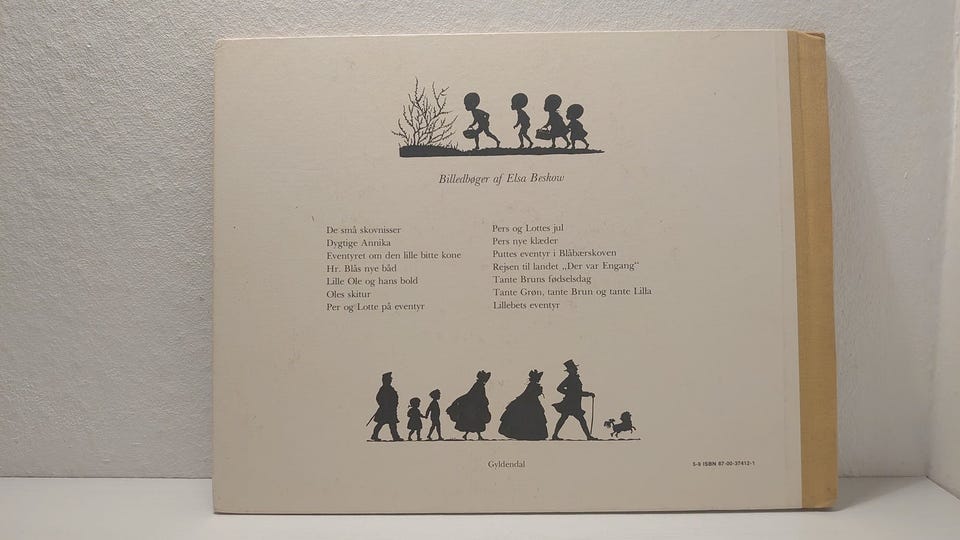 Billedbøger af Elsa Beskow
De små skovnisser
Dygtige Annika
Eventyret om den lille bitte kone
Hr. Blås nye båd
Lille Ole og hans bold
Oles skitur
Per og Lotte på eventyr
Pers og Lottes jul
Pers nye klæder
Puttes eventyr i Blåbærskoven
Rejsen til landet „Der var Engang“
Tante Bruns fødselsdag
Tante Grøn, tante Brun og tante Lilla
Lillebets eventyr
Gyldendal
S-9 ISBN 87-00-37412-1